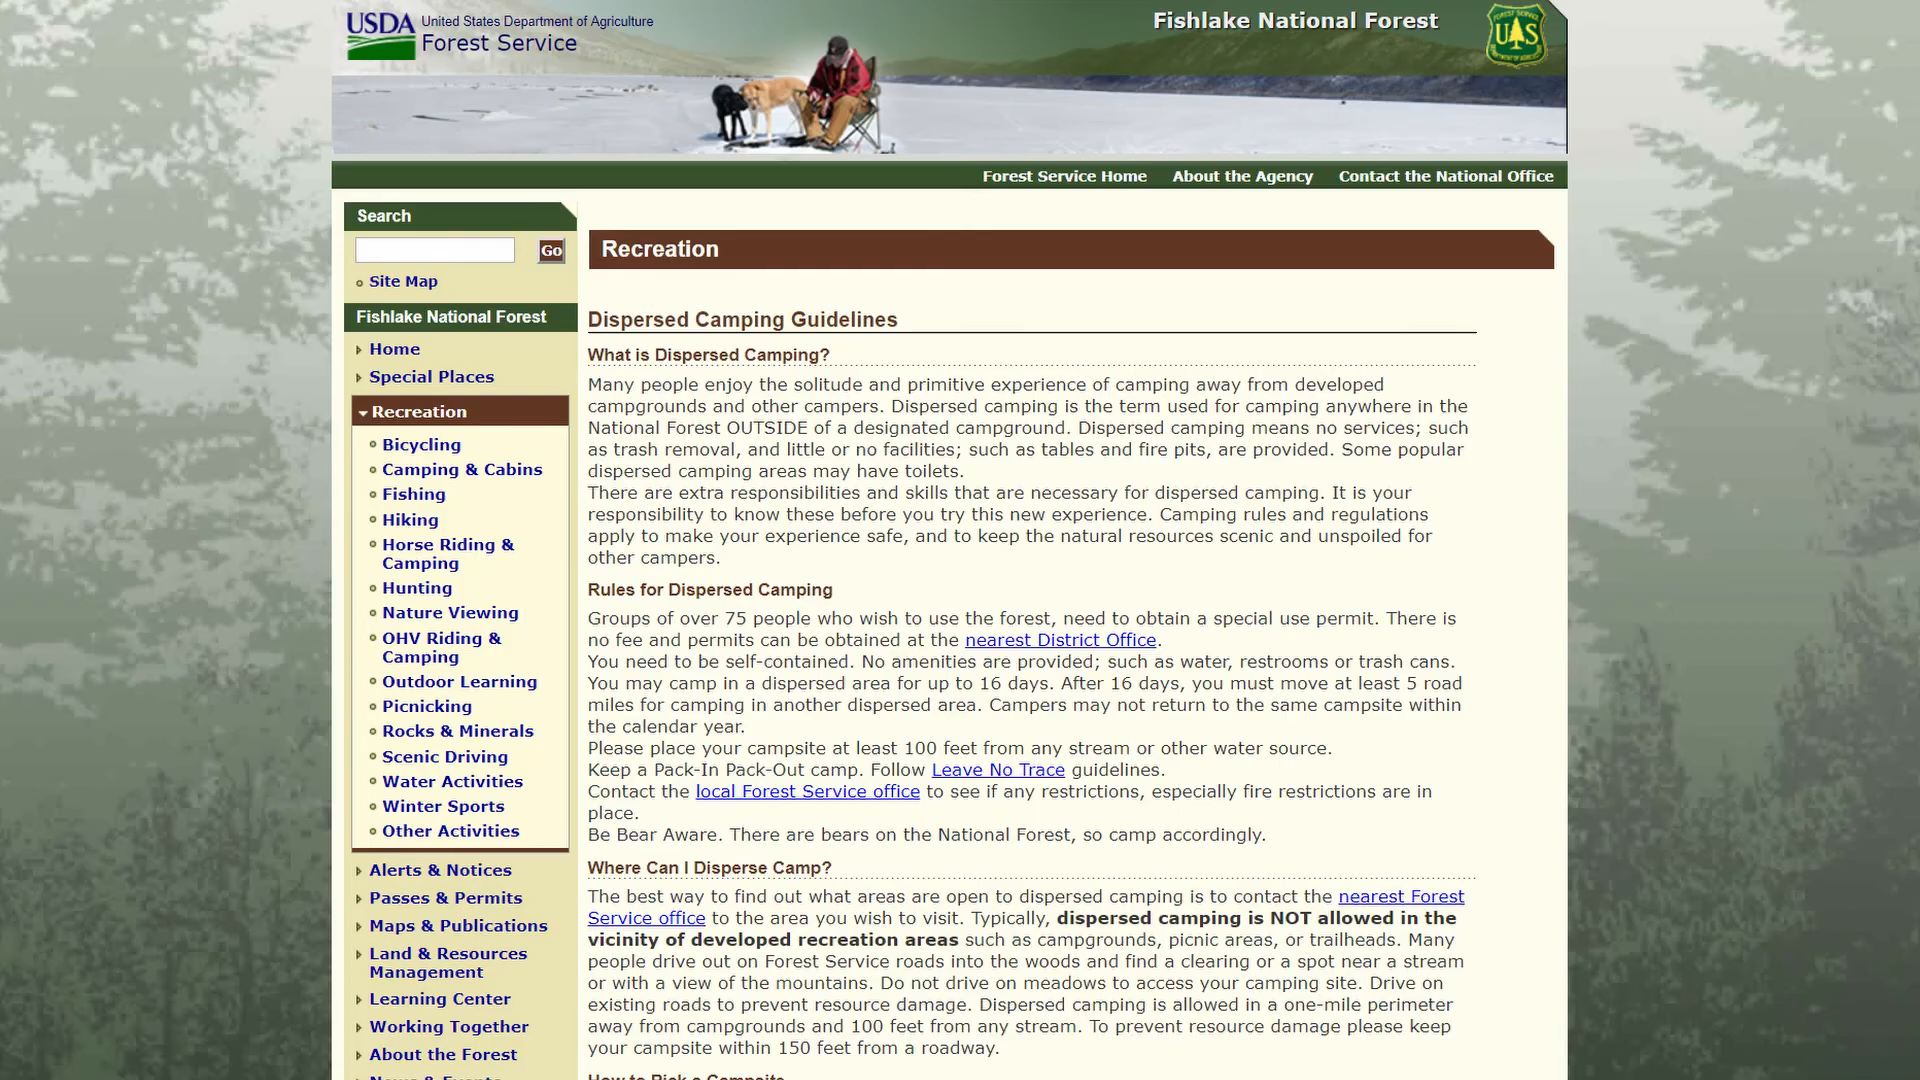 USDA
United States Department of Agriculture
Forest Service
Fishlake National Forest
FOREST SERVICE
UAS
DEPARTMENT OF AGRICULTURE
Forest Service Home
About the Agency
Contact the National Office
Search
Go
Site Map
Fishlake National Forest
Home
Special Places
Recreation
Bicycling
Camping & Cabins
Fishing
Hiking
Horse Riding &
Camping
Hunting
Nature Viewing
OHV Riding &
Camping
Outdoor Learning
Picnicking
Rocks & Minerals
Scenic Driving
Water Activities
Winter Sports
Other Activities
Alerts & Notices
Passes & Permits
Maps & Publications
Land & Resources
Management
Learning Center
Working Together
About the Forest
News & Events
Recreation
Dispersed Camping Guidelines
What is Dispersed Camping?
Many people enjoy the solitude and primitive experience of camping away from developed
campgrounds and other campers. Dispersed camping is the term used for camping anywhere in the
National Forest OUTSIDE of a designated campground. Dispersed camping means no services; such
as trash removal, and little or no facilities; such as tables and fire pits, are provided. Some popular
dispersed camping areas may have toilets.
There are extra responsibilities and skills that are necessary for dispersed camping. It is your
responsibility to know these before you try this new experience. Camping rules and regulations
apply to make your experience safe, and to keep the natural resources scenic and unspoiled for
other campers.
Rules for Dispersed Camping
Groups of over 75 people who wish to use the forest, need to obtain a special use permit. There is
no fee and permits can be obtained at the nearest District Office.
You need to be self-contained. No amenities are provided; such as water, restrooms or trash cans.
You may camp in a dispersed area for up to 16 days. After 16 days, you must move at least 5 road
miles for camping in another dispersed area. Campers may not return to the same campsite within
the calendar year.
Please place your campsite at least 100 feet from any stream or other water source.
Keep a Pack-In Pack-Out camp. Follow Leave No Trace guidelines.
Contact the local Forest Service office to see if any restrictions, especially fire restrictions are in
place.
Be Bear Aware. There are bears on the National Forest, so camp accordingly.
Where Can I Disperse Camp?
The best way to find out what areas are open to dispersed camping is to contact the nearest Forest
Service office to the area you wish to visit. Typically, dispersed camping is NOT allowed in the
vicinity of developed recreation areas such as campgrounds, picnic areas, or trailheads. Many
people drive out on Forest Service roads into the woods and find a clearing or a spot near a stream
or with a view of the mountains. Do not drive on meadows to access your camping site. Drive on
existing roads to prevent resource damage. Dispersed camping is allowed in a one-mile perimeter
away from campgrounds and 100 feet from any stream. To prevent resource damage please keep
your campsite within 150 feet from a roadway.
How to Pick a Campsite